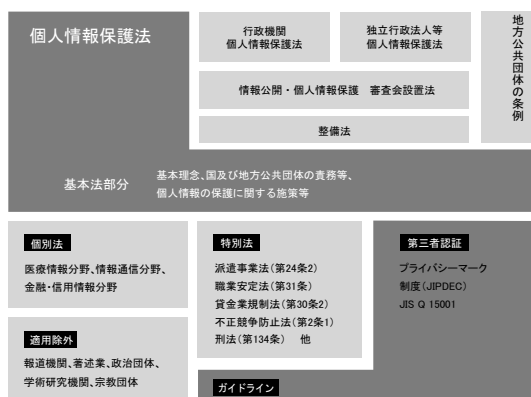 個人情報保護法
行政機関
個人情報保護法
独立行政法人等
個人情報保護法
地方公共団体の条例
情報公開・個人情報保護　審査会設置法
整備法
基本法部分
基本理念、国及び地方公共団体の責務等、
個人情報の保護に関する施策等
個別法
医療情報分野、情報通信分野、
金融・信用情報分野
特別法
派遣事業法(第24条2)
職業安定法(第31条)
貸金業規制法(第30条2)
不正競争防止法(第2条1)
刑法(第134条)　他
第三者認証
プライバシーマーク
制度(JIPDEC)
JIS Q 15001
適用除外
報道機関、著述業、政治団体、
学術研究機関、宗教団体
ガイドライン